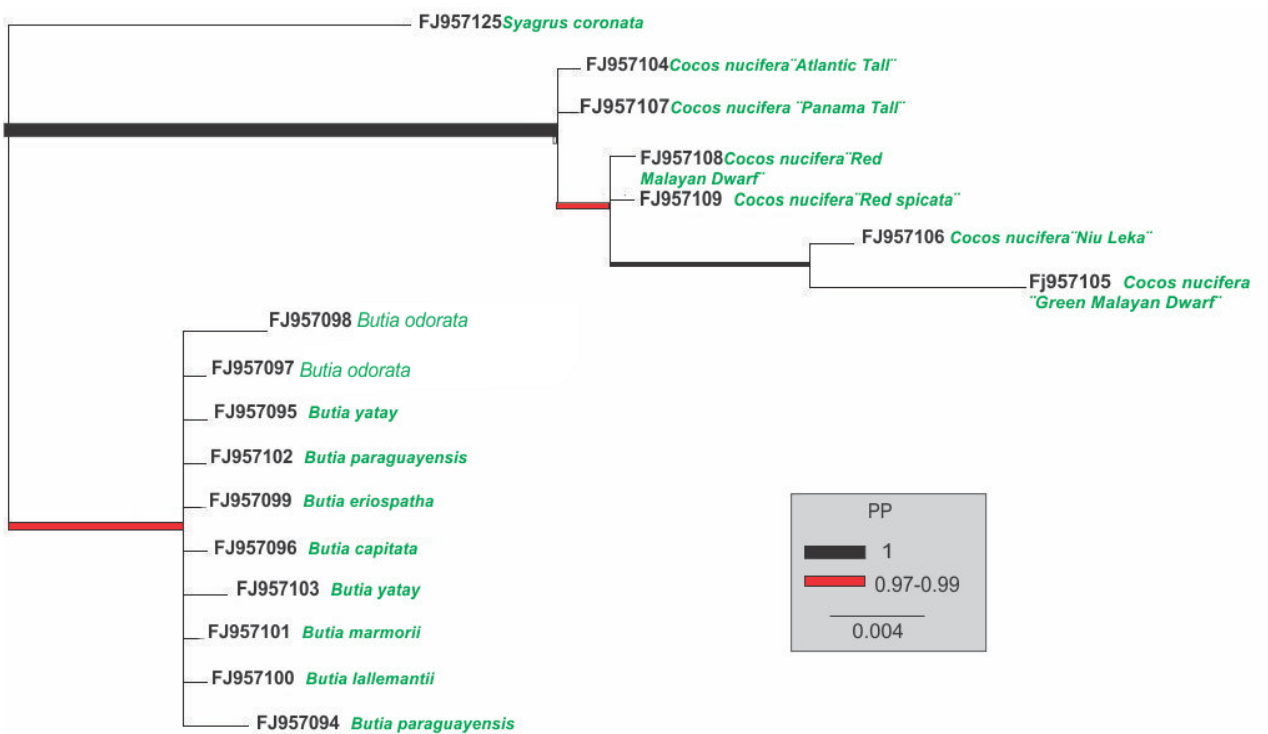 FJ957125Syagrus coronata
FJ957104Cocos nucifera¨Atlantic Tall¨
FJ957107Cocos nucifera ¨Panama Tall¨
FJ957108Cocos nucifera¨Red
Malayan Dwarf¨
FJ957109 Cocos nucifera¨Red spicata¨
FJ957106 Cocos nucifera¨Niu Leka¨
Fj957105 Cocos nucifera
¨Green Malayan Dwarf¨
FJ957098 Butia odorata
FJ957097 Butia odorata
FJ957095 Butia yatay
FJ957102 Butia paraguayensis
FJ957099 Butia eriospatha
FJ957096 Butia capitata
FJ957103 Butia yatay
FJ957101 Butia marmorii
FJ957100 Butia lallemantii
FJ957094 Butia paraguayensis
PP
1
0.97-0.99
0.004